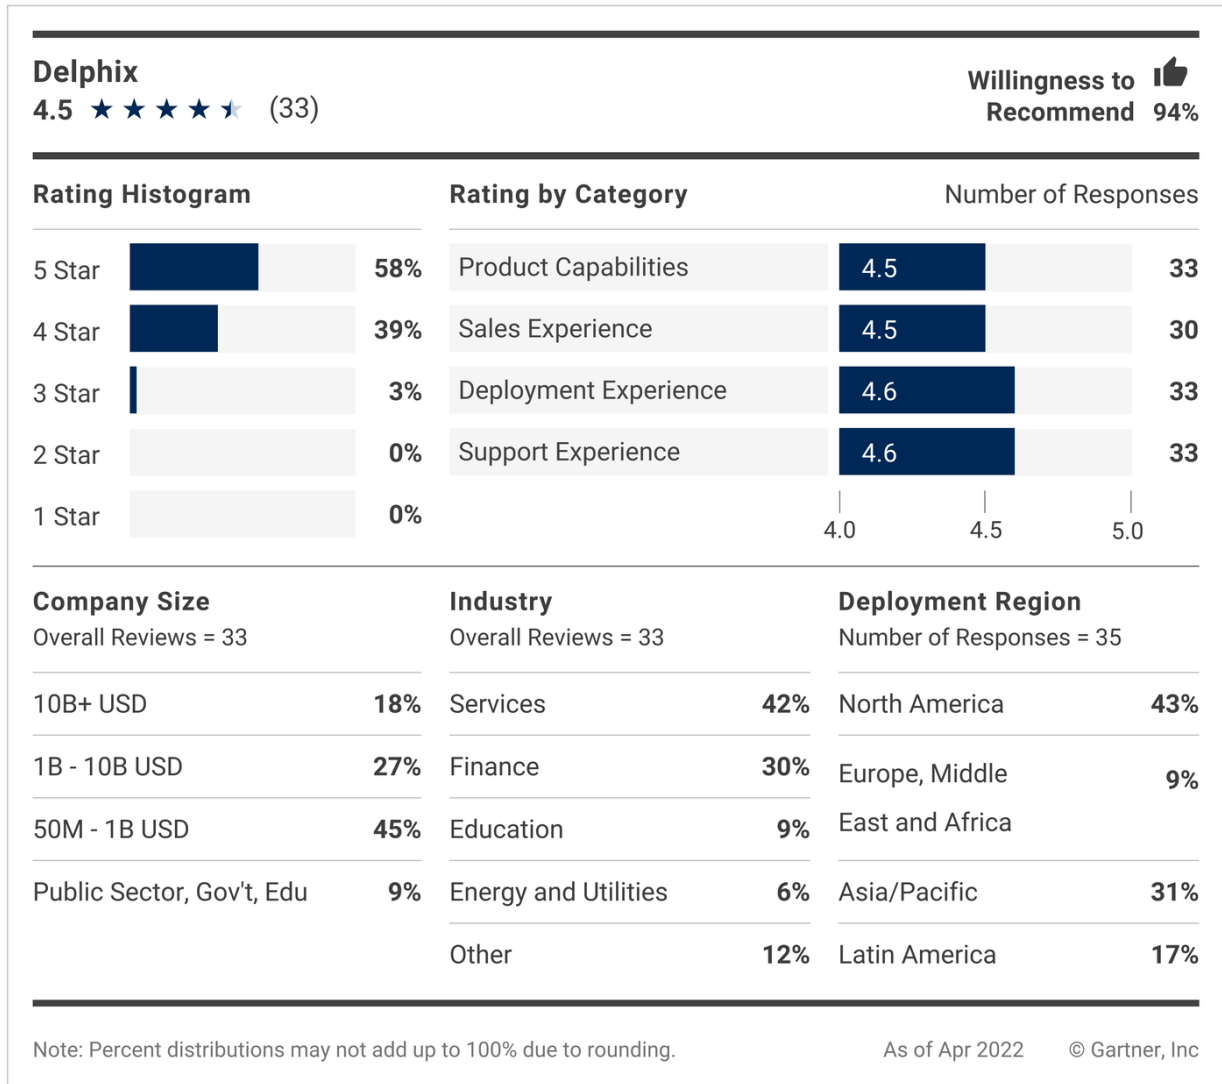 Delphix
4.5 ★ ★ ★ ★ ★ (33)
Willingness to
Recommend 94%
Rating Histogram
5 Star 58%
4 Star 39%
3 Star 3%
2 Star 0%
1 Star 0%
Rating by Category Number of Responses
Product Capabilities 4.5 33
Sales Experience 4.5 30
Deployment Experience 4.6 33
Support Experience 4.6 33
4.0 4.5 5.0
Company Size
Overall Reviews = 33
10B+ USD 18%
1B - 10B USD 27%
50M - 1B USD 45%
Public Sector, Gov't, Edu 9%
Industry
Overall Reviews = 33
Services 42%
Finance 30%
Education 9%
Energy and Utilities 6%
Other 12%
Deployment Region
Number of Responses = 35
North America 43%
Europe, Middle 9%
East and Africa
Asia/Pacific 31%
Latin America 17%
Note: Percent distributions may not add up to 100% due to rounding. As of Apr 2022 © Gartner, Inc